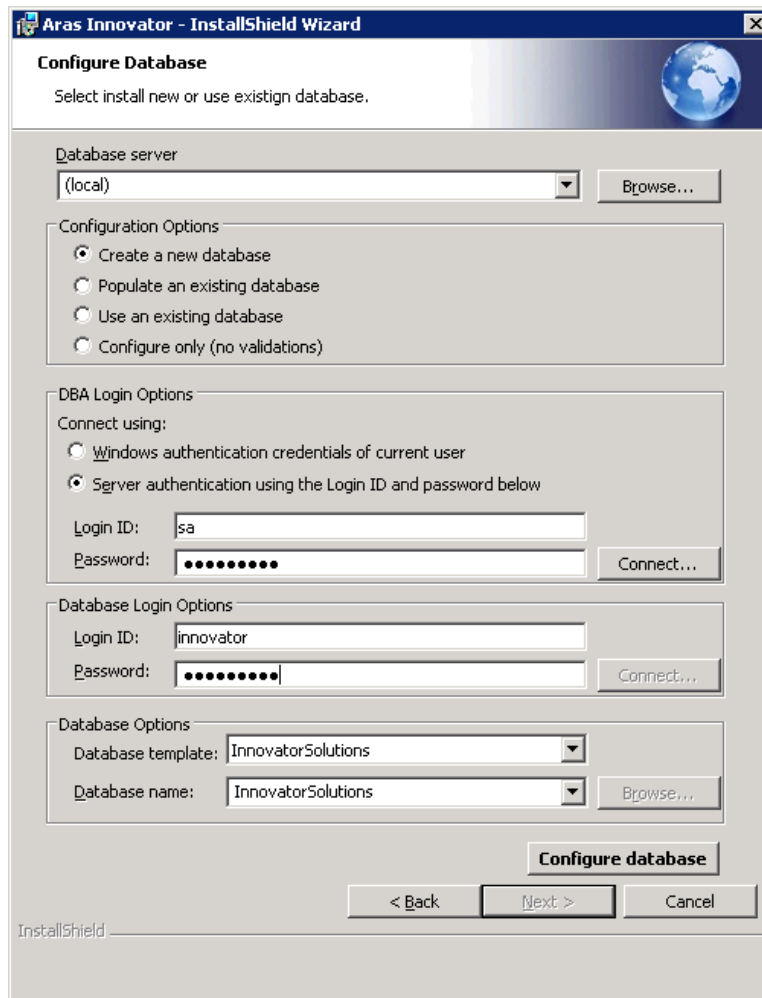 Aras Innovator - InstallShield Wizard
Configure Database
Select install new or use existign database.
Database server
(local)
Browse...
Configuration Options
Create a new database
Populate an existing database
Use an existing database
Configure only (no validations)
DBA Login Options
Connect using:
Windows authentication credentials of current user
Server authentication using the Login ID and password below
Login ID: sa
Password: ●●●●●●●●● Connect...
Database Login Options
Login ID: innovator
Password: ●●●●●●●●● Connect...
Database Options
Database template: InnovatorSolutions
Database name: InnovatorSolutions Browse...
Configure database
< Back Next > Cancel
InstallShield